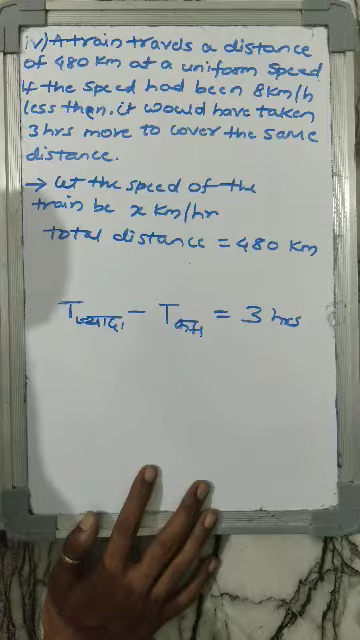 iv) A train travels a distance
of 480 km at a uniform speed
If the speed had been 8km/h
less then, it would have taken
3 hrs more to cover the same
distance.
→ Let the speed of the
train be x km/hr
total distance = 480 km
Tज्यादा - Tकम = 3 hrs